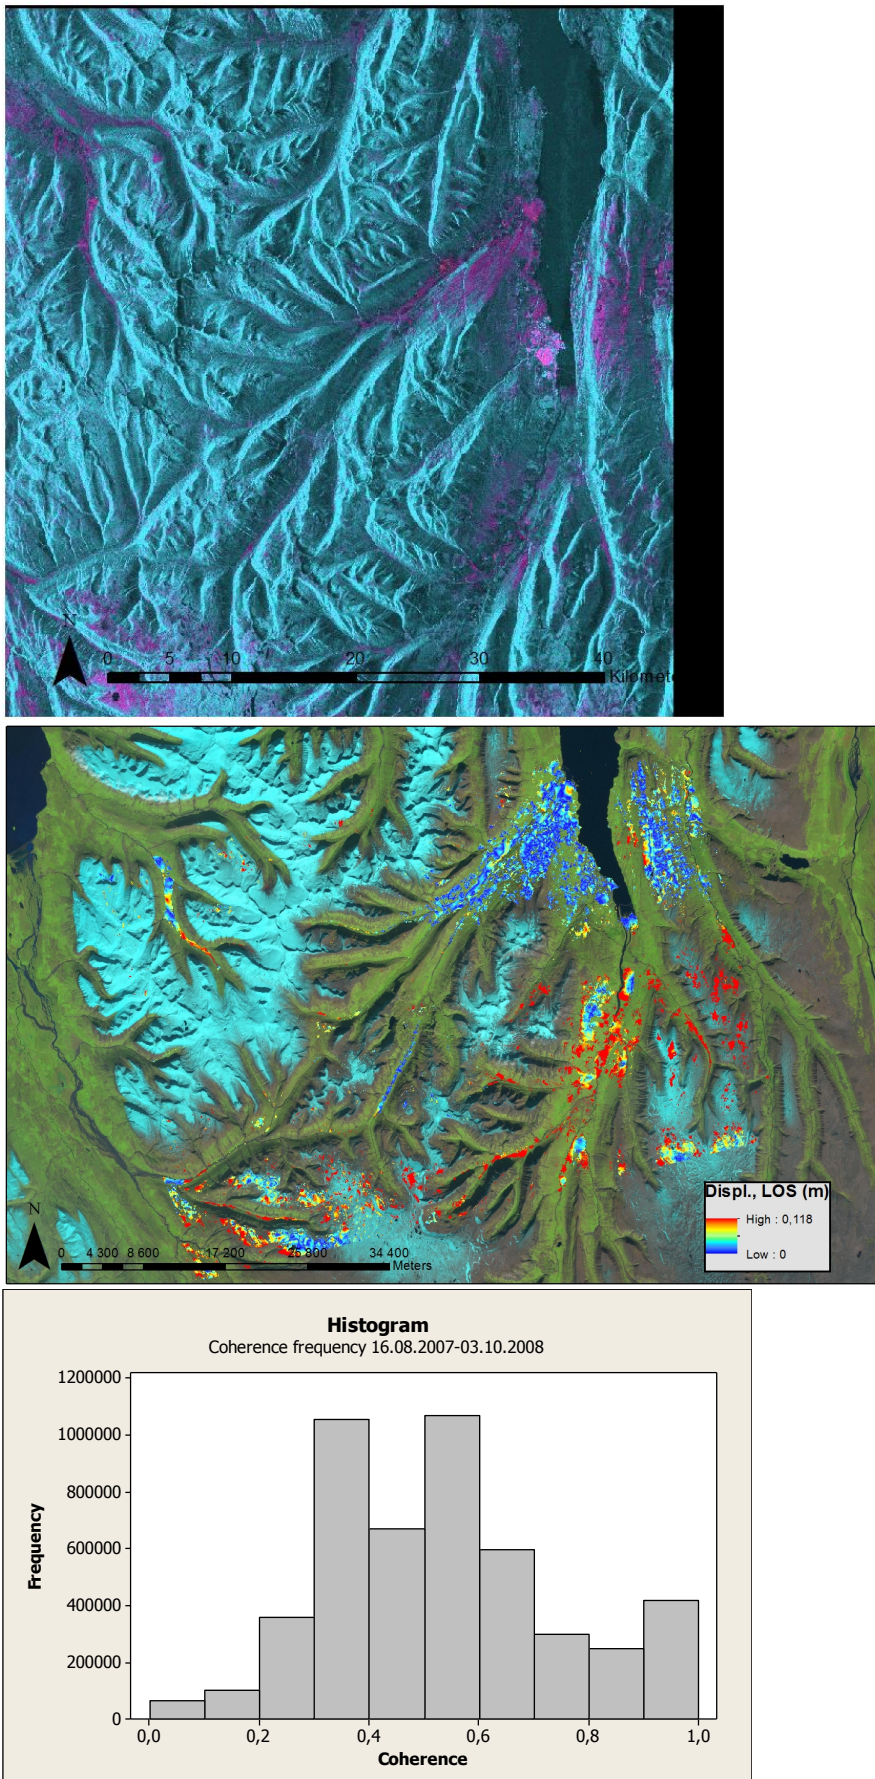 N
0 5 10 20 30 40
Kilomete
Displ., LOS (m)
High : 0,118
Low : 0
N
0 4 300 8 600 17 200 25 800 34 400
Meters
Histogram
Coherence frequency 16.08.2007-03.10.2008
1200000
1000000
800000
600000
400000
200000
0
Frequency
0,0 0,2 0,4 0,6 0,8 1,0
Coherence